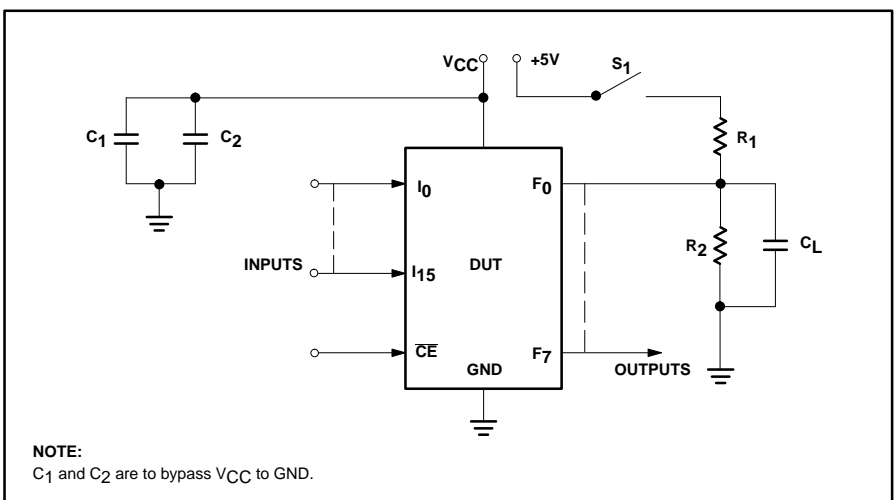 VCC
+5V
S1
C1
C2
R1
I0
F0
R2
CL
INPUTS
I15
DUT
CE
F7
GND
OUTPUTS
NOTE:
C1 and C2 are to bypass VCC to GND.